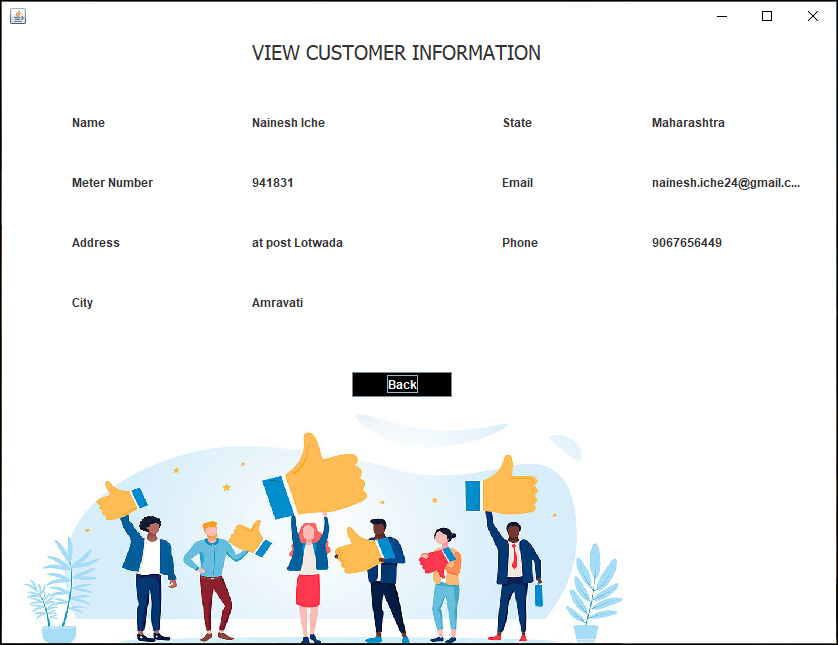 VIEW CUSTOMER INFORMATION
Name Nainesh Iche State Maharashtra
Meter Number 941831 Email nainesh.iche24@gmail.c...
Address at post Lotwada Phone 9067656449
City Amravati
Back